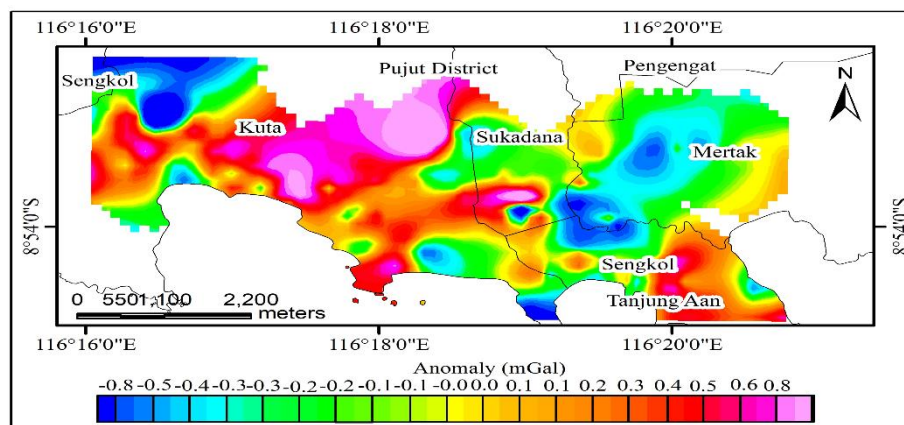 116°16'0"E 116°18'0"E 116°20'0"E
Sengkol
Pujut District
Pengengat
N
Kuta
Sukadana
Mertak
8°54'0"S 8°54'0"S
Sengkol
0 5501,100 2,200
meters
Tanjung Aan
116°16'0"E 116°18'0"E 116°20'0"E
Anomaly (mGal)
-0.8 -0.5 -0.4 -0.3 -0.2 -0.2 -0.1 -0.1 -0.0 0.0 0.1 0.1 0.2 0.3 0.4 0.5 0.6 0.8